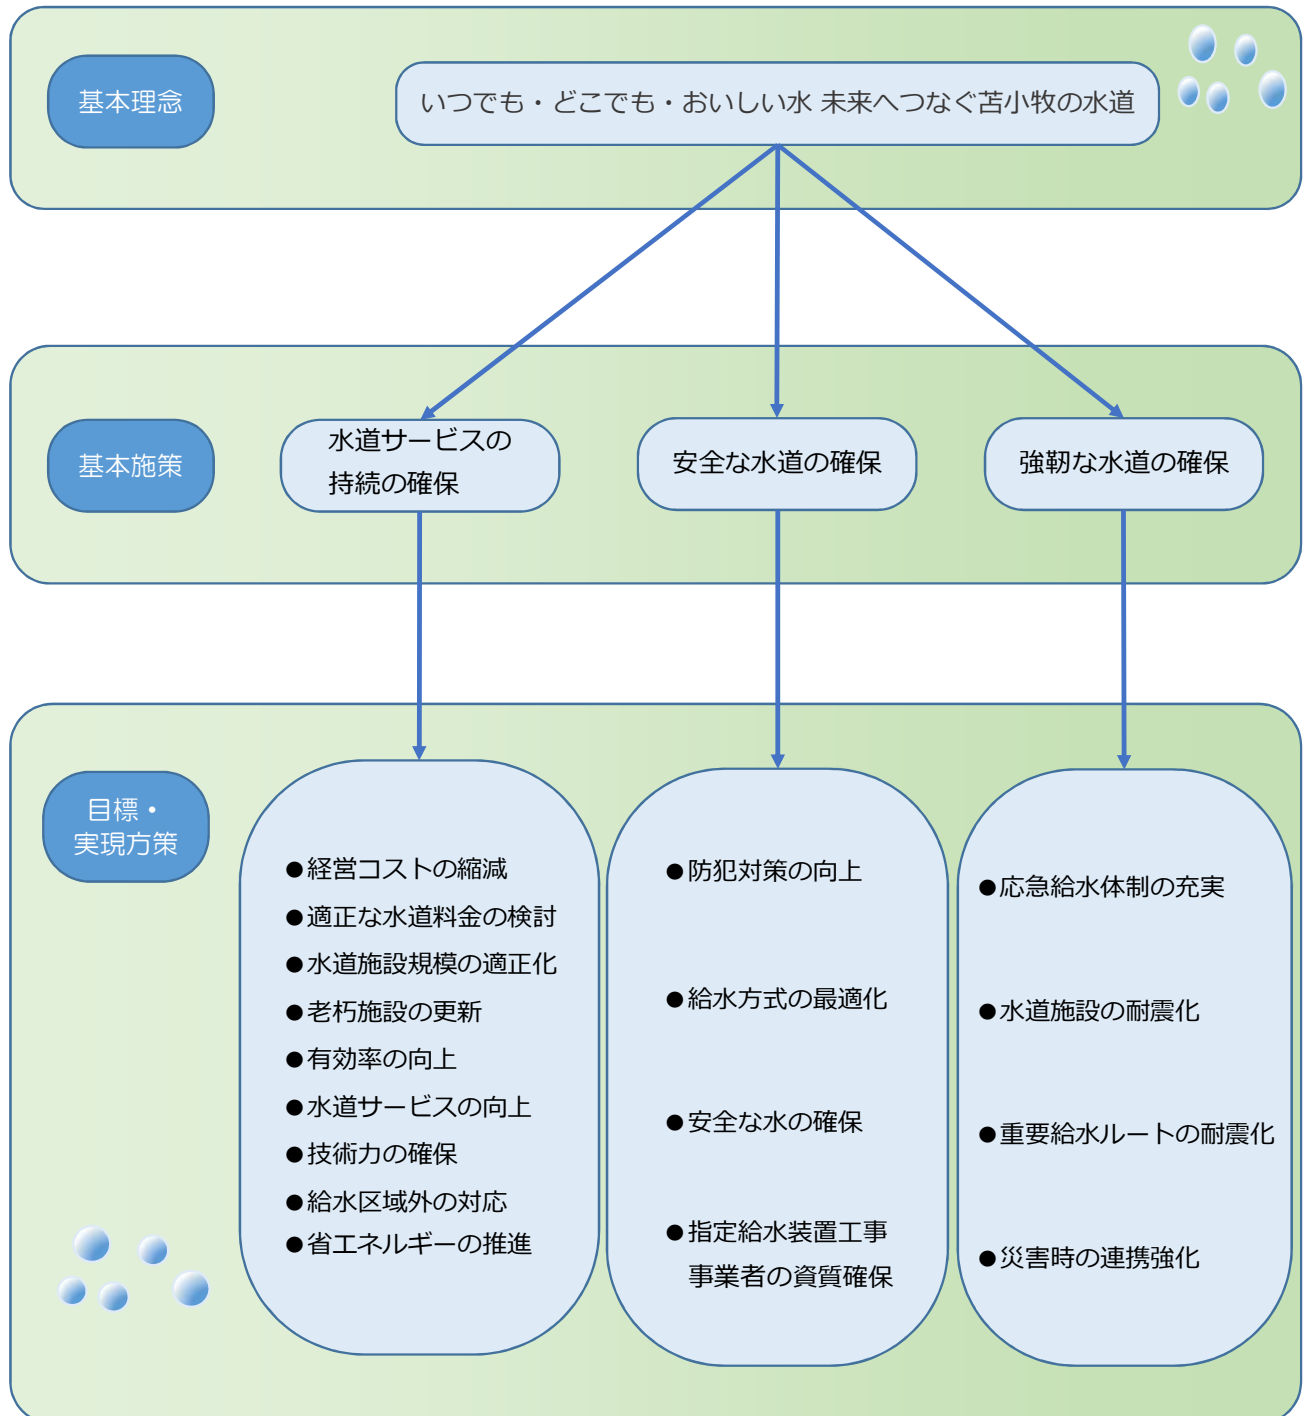 基本理念
いつでも・どこでも・おいしい水 未来へつなぐ苫小牧の水道
基本施策
水道サービスの
持続の確保
安全な水道の確保
強靭な水道の確保
目標・
実現方策
●経営コストの縮減
●適正な水道料金の検討
●水道施設規模の適正化
●老朽施設の更新
●有効率の向上
●水道サービスの向上
●技術力の確保
●給水区域外の対応
●省エネルギーの推進
●防犯対策の向上
●給水方式の最適化
●安全な水の確保
●指定給水装置工事
事業者の資質確保
●応急給水体制の充実
●水道施設の耐震化
●重要給水ルートの耐震化
●災害時の連携強化